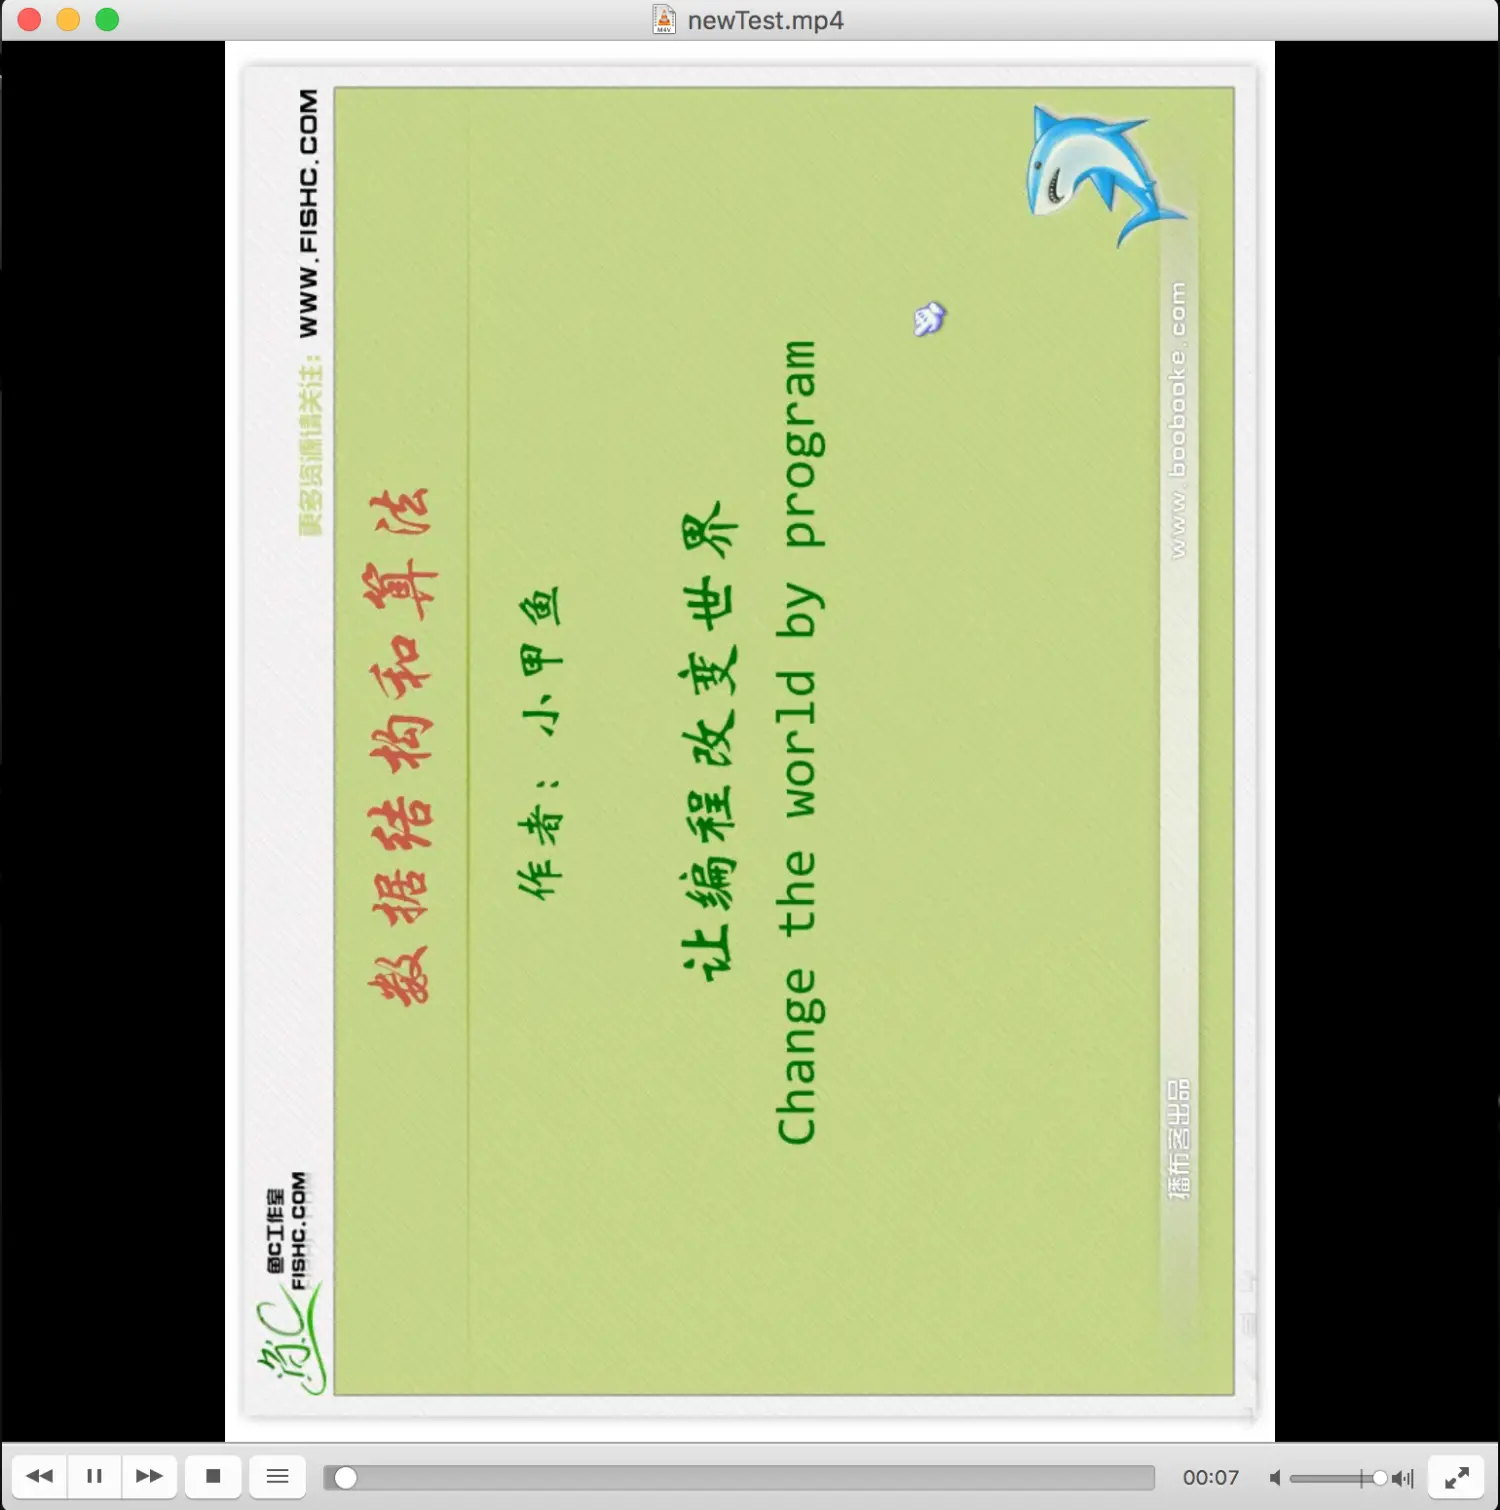 newTest.mp4
鱼C工作室
FISHC.COM
更多资源请关注：WWW.FISHC.COM
数据结构和算法
作者：小甲鱼
让编程改变世界
Change the world by program
播布客出品
www.boobooke.com
00:07